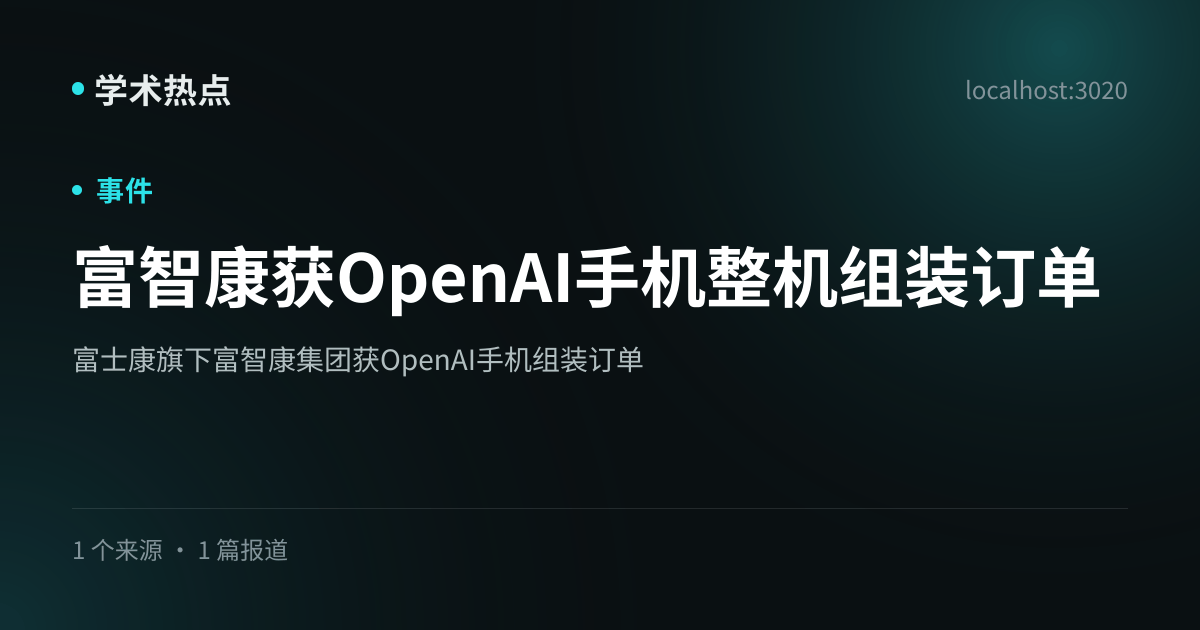 学术热点
localhost:3020
事件
富智康获OpenAI手机整机组装订单
富士康旗下富智康集团获OpenAI手机组装订单
1 个来源 · 1 篇报道